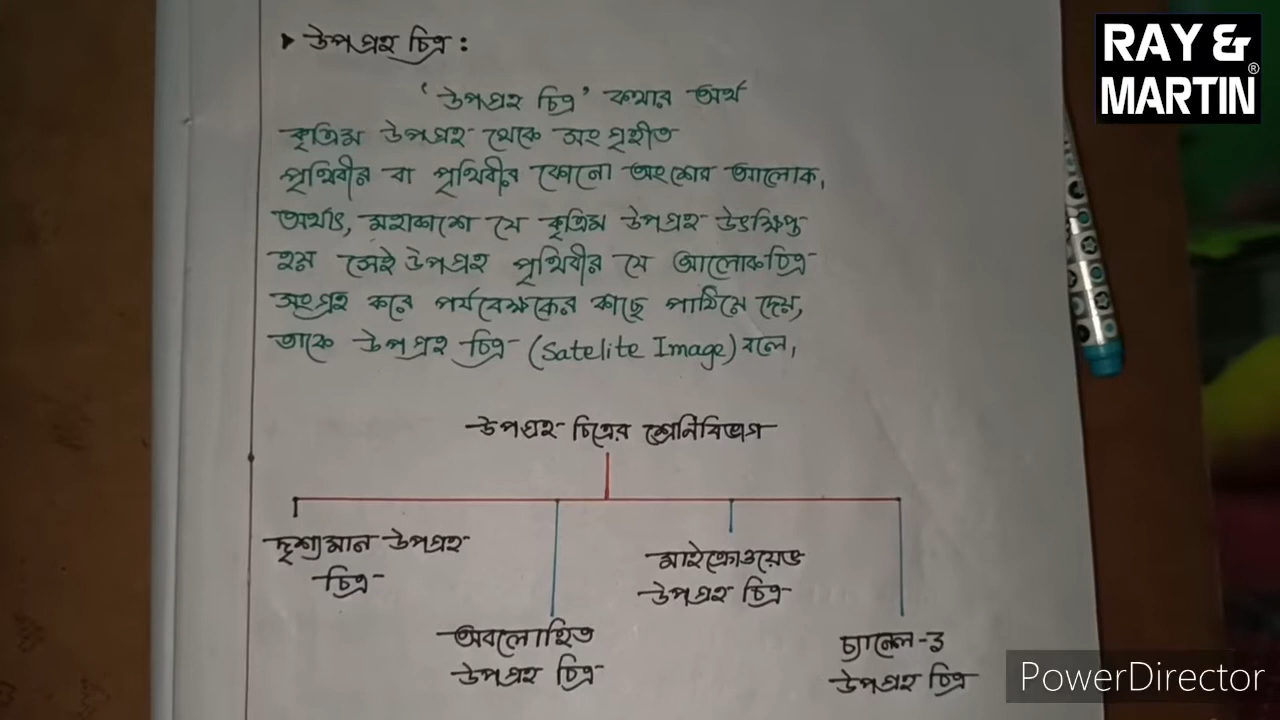 ▸ উপগ্রহ চিত্র :
'উপগ্রহ চিত্র' কথার অর্থ
কৃত্রিম উপগ্রহ থেকে সংগৃহীত
পৃথিবীর বা পৃথিবীর কোনো অংশের আলোক,
অর্থাৎ, মহাকাশে যে কৃত্রিম উপগ্রহ উৎক্ষিপ্ত
হয় সেই উপগ্রহ পৃথিবীর যে আলোকচিত্র
সংগ্রহ করে পর্যবেক্ষকের কাছে পাঠিয়ে দেয়,
তাকে উপগ্রহ চিত্র (Satelite Image) বলে,
উপগ্রহ চিত্রের শ্রেণিবিভাগ
দৃশ্যমান উপগ্রহ
চিত্র
অবলোহিত
উপগ্রহ চিত্র
মাইক্রোওয়েভ
উপগ্রহ চিত্র
চ্যানেল-3
উপগ্রহ চিত্র
RAY &
MARTIN®
PowerDirector